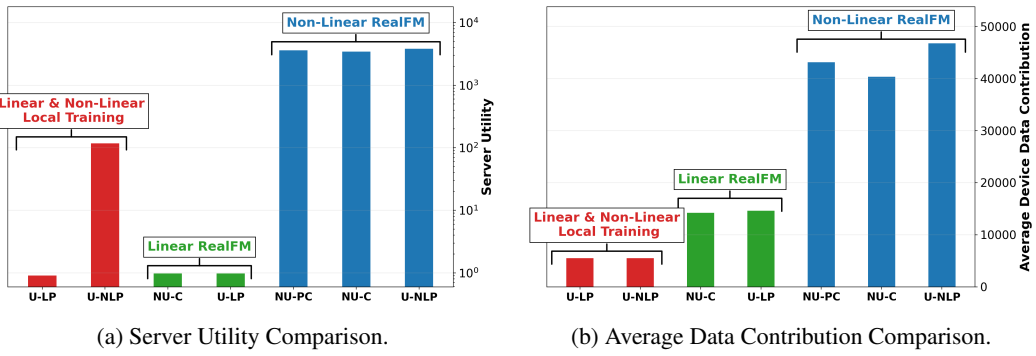 Non-Linear RealFM
Linear & Non-Linear
Local Training
Linear RealFM
10^4
10^3
10^2
10^1
10^0
Server Utility
U-LP U-NLP NU-C U-LP NU-PC NU-C U-NLP
(a) Server Utility Comparison.
Non-Linear RealFM
Linear RealFM
Linear & Non-Linear
Local Training
50000
40000
30000
20000
10000
0
Average Device Data Contribution
U-LP U-NLP NU-C U-LP NU-PC NU-C U-NLP
(b) Average Data Contribution Comparison.